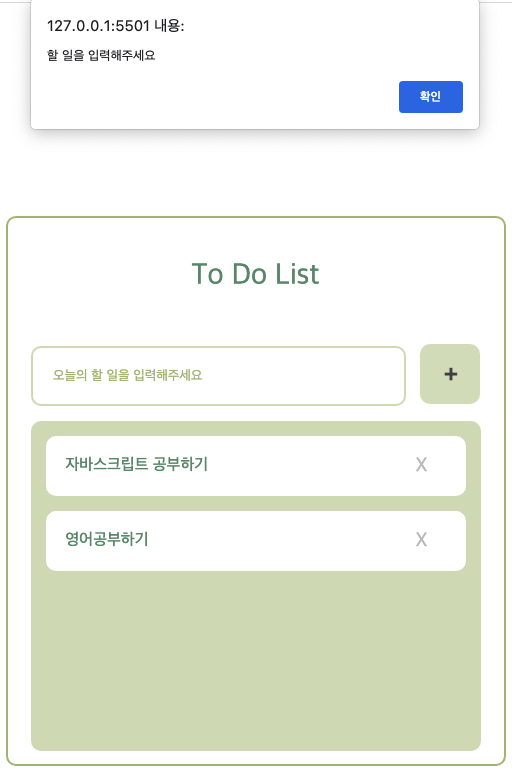 127.0.0.1:5501 내용:
할 일을 입력해주세요
확인
To Do List
오늘의 할 일을 입력해주세요
+
자바스크립트 공부하기 X
영어공부하기 X